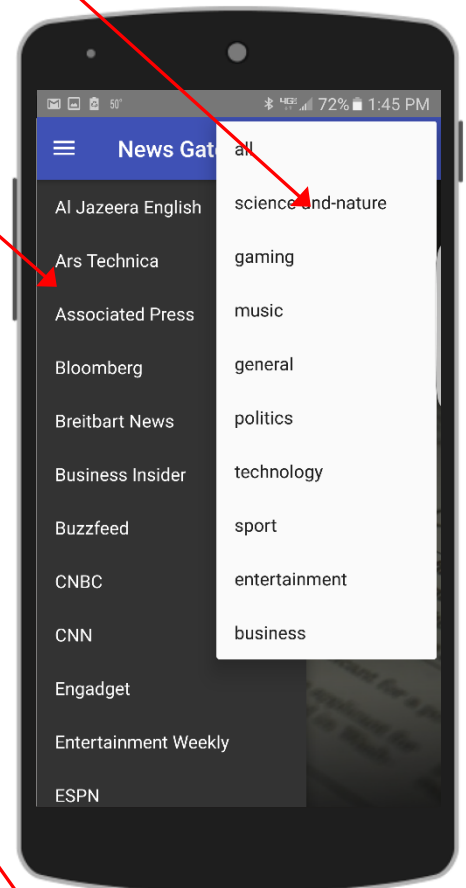 50° 4G 72% 1:45 PM
News Gat
Al Jazeera English
Ars Technica
Associated Press
Bloomberg
Breitbart News
Business Insider
Buzzfeed
CNBC
CNN
Engadget
Entertainment Weekly
ESPN
all
science-and-nature
gaming
music
general
politics
technology
sport
entertainment
business